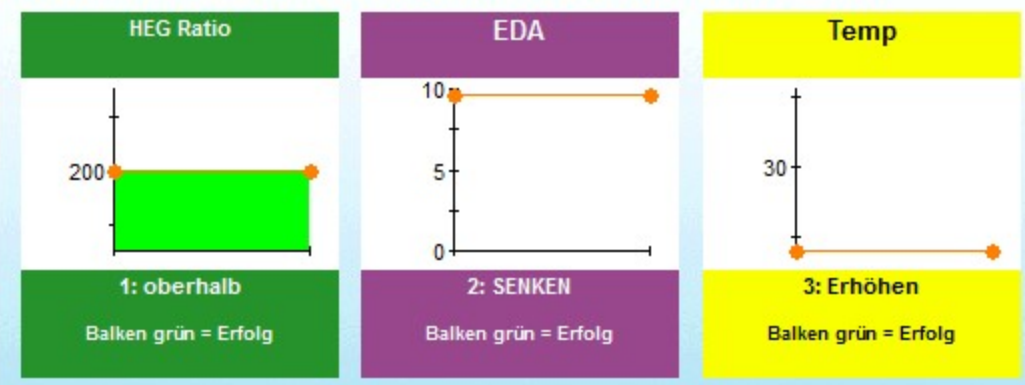 HEG Ratio
200
1: oberhalb
Balken grün = Erfolg
EDA
10
5
0
2: SENKEN
Balken grün = Erfolg
Temp
30
3: Erhöhen
Balken grün = Erfolg